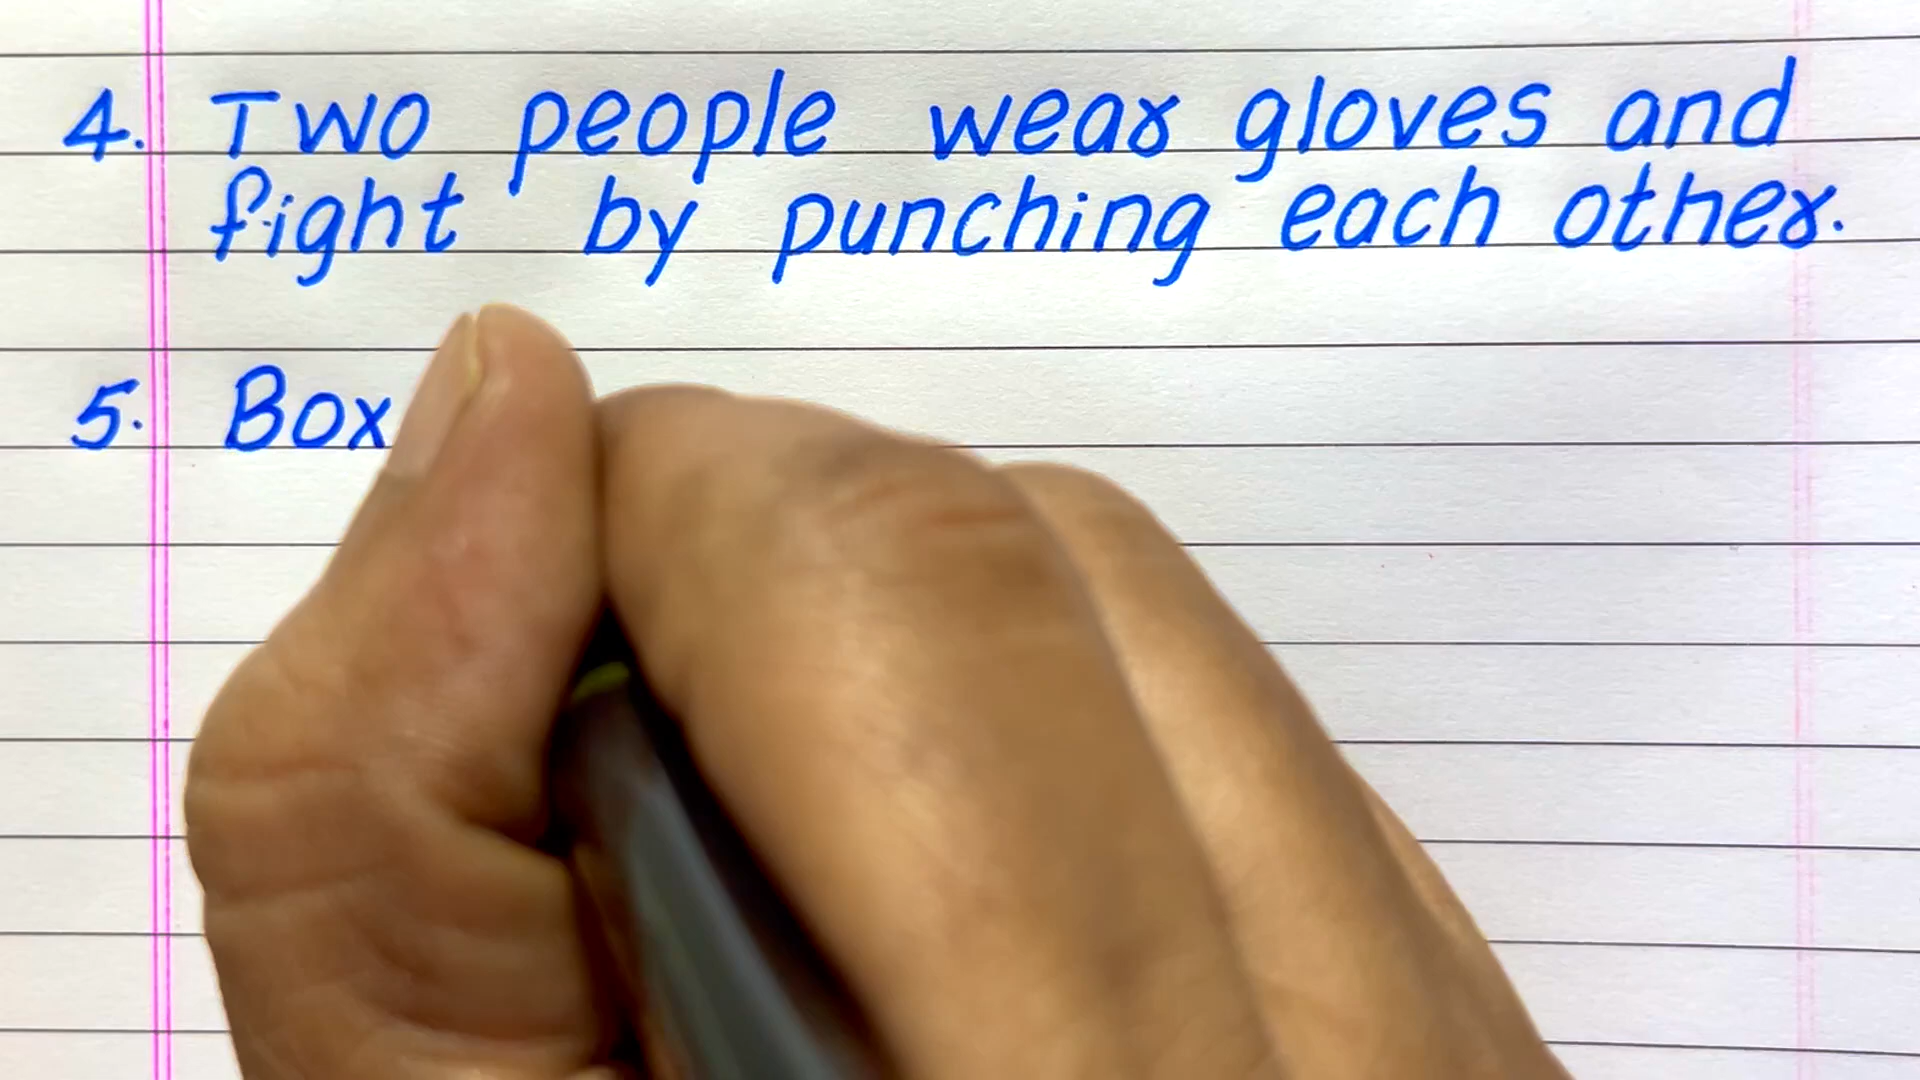 4. Two people wear gloves and
fight by punching each other.
5. Box